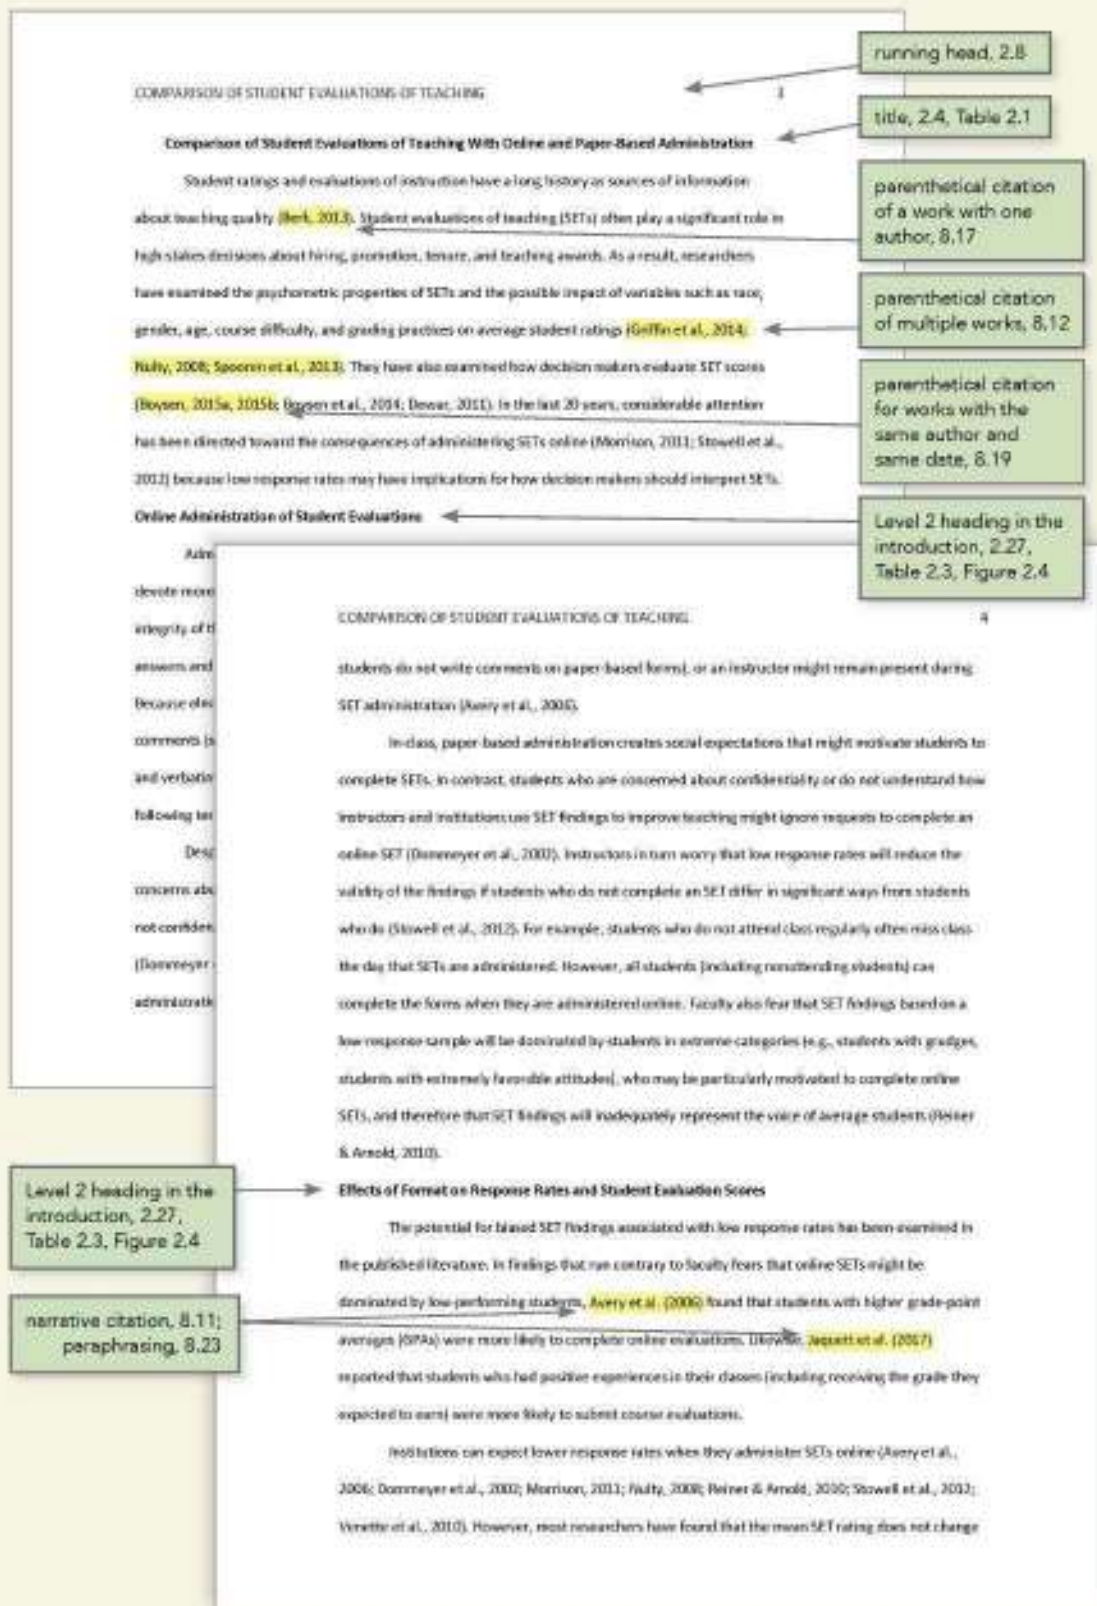 COMPARISON OF STUDENT EVALUATIONS OF TEACHING 3
Comparison of Student Evaluations of Teaching With Online and Paper-Based Administration
Student ratings and evaluations of instruction have a long history as sources of information
about teaching quality (Berk, 2013). Student evaluations of teaching (SETs) often play a significant role in
high-stakes decisions about hiring, promotion, tenure, and teaching awards. As a result, researchers
have examined the psychometric properties of SETs and the possible impact of variables such as race,
gender, age, course difficulty, and grading practices on average student ratings (Griffin et al., 2014;
Nulty, 2008; Spooren et al., 2013). They have also examined how decision makers evaluate SET scores
(Boysen, 2015a, 2015b; Boysen et al., 2014; Dewar, 2011). In the last 20 years, considerable attention
has been directed toward the consequences of administering SETs online (Morrison, 2011; Stowell et al.,
2012) because low response rates may have implications for how decision makers should interpret SETs.
Online Administration of Student Evaluations
Adm
devote more
integrity of th
answers and
Because elec
comments (s
and verbatim
following ter
Desp
concerns abo
not confiden
(Dommeyer
administratio
running head, 2.8
title, 2.4, Table 2.1
parenthetical citation
of a work with one
author, 8.17
parenthetical citation
of multiple works, 8.12
parenthetical citation
for works with the
same author and
same date, 8.19
Level 2 heading in the
introduction, 2.27,
Table 2.3, Figure 2.4
COMPARISON OF STUDENT EVALUATIONS OF TEACHING 4
students do not write comments on paper-based forms), or an instructor might remain present during
SET administration (Avery et al., 2006).
In-class, paper-based administration creates social expectations that might motivate students to
complete SETs. In contrast, students who are concerned about confidentiality or do not understand how
instructors and institutions use SET findings to improve teaching might ignore requests to complete an
online SET (Dommeyer et al., 2002). Instructors in turn worry that low response rates will reduce the
validity of the findings if students who do not complete an SET differ in significant ways from students
who do (Stowell et al., 2012). For example, students who do not attend class regularly often miss class
the day that SETs are administered. However, all students (including nonattending students) can
complete the forms when they are administered online. Faculty also fear that SET findings based on a
low-response sample will be dominated by students in extreme categories (e.g., students with grudges,
students with extremely favorable attitudes), who may be particularly motivated to complete online
SETs, and therefore that SET findings will inadequately represent the voice of average students (Reiner
& Arnold, 2010).
Effects of Format on Response Rates and Student Evaluation Scores
The potential for biased SET findings associated with low response rates has been examined in
the published literature. In findings that run contrary to faculty fears that online SETs might be
dominated by low-performing students, Avery et al. (2006) found that students with higher grade-point
averages (GPAs) were more likely to complete online evaluations. Likewise, Jaquett et al. (2017)
reported that students who had positive experiences in their classes (including receiving the grade they
expected to earn) were more likely to submit course evaluations.
Institutions can expect lower response rates when they administer SETs online (Avery et al.,
2006; Dommeyer et al., 2002; Morrison, 2011; Nulty, 2008; Reiner & Arnold, 2010; Stowell et al., 2012;
Venette et al., 2010). However, most researchers have found that the mean SET rating does not change
Level 2 heading in the
introduction, 2.27,
Table 2.3, Figure 2.4
narrative citation, 8.11;
paraphrasing, 8.23